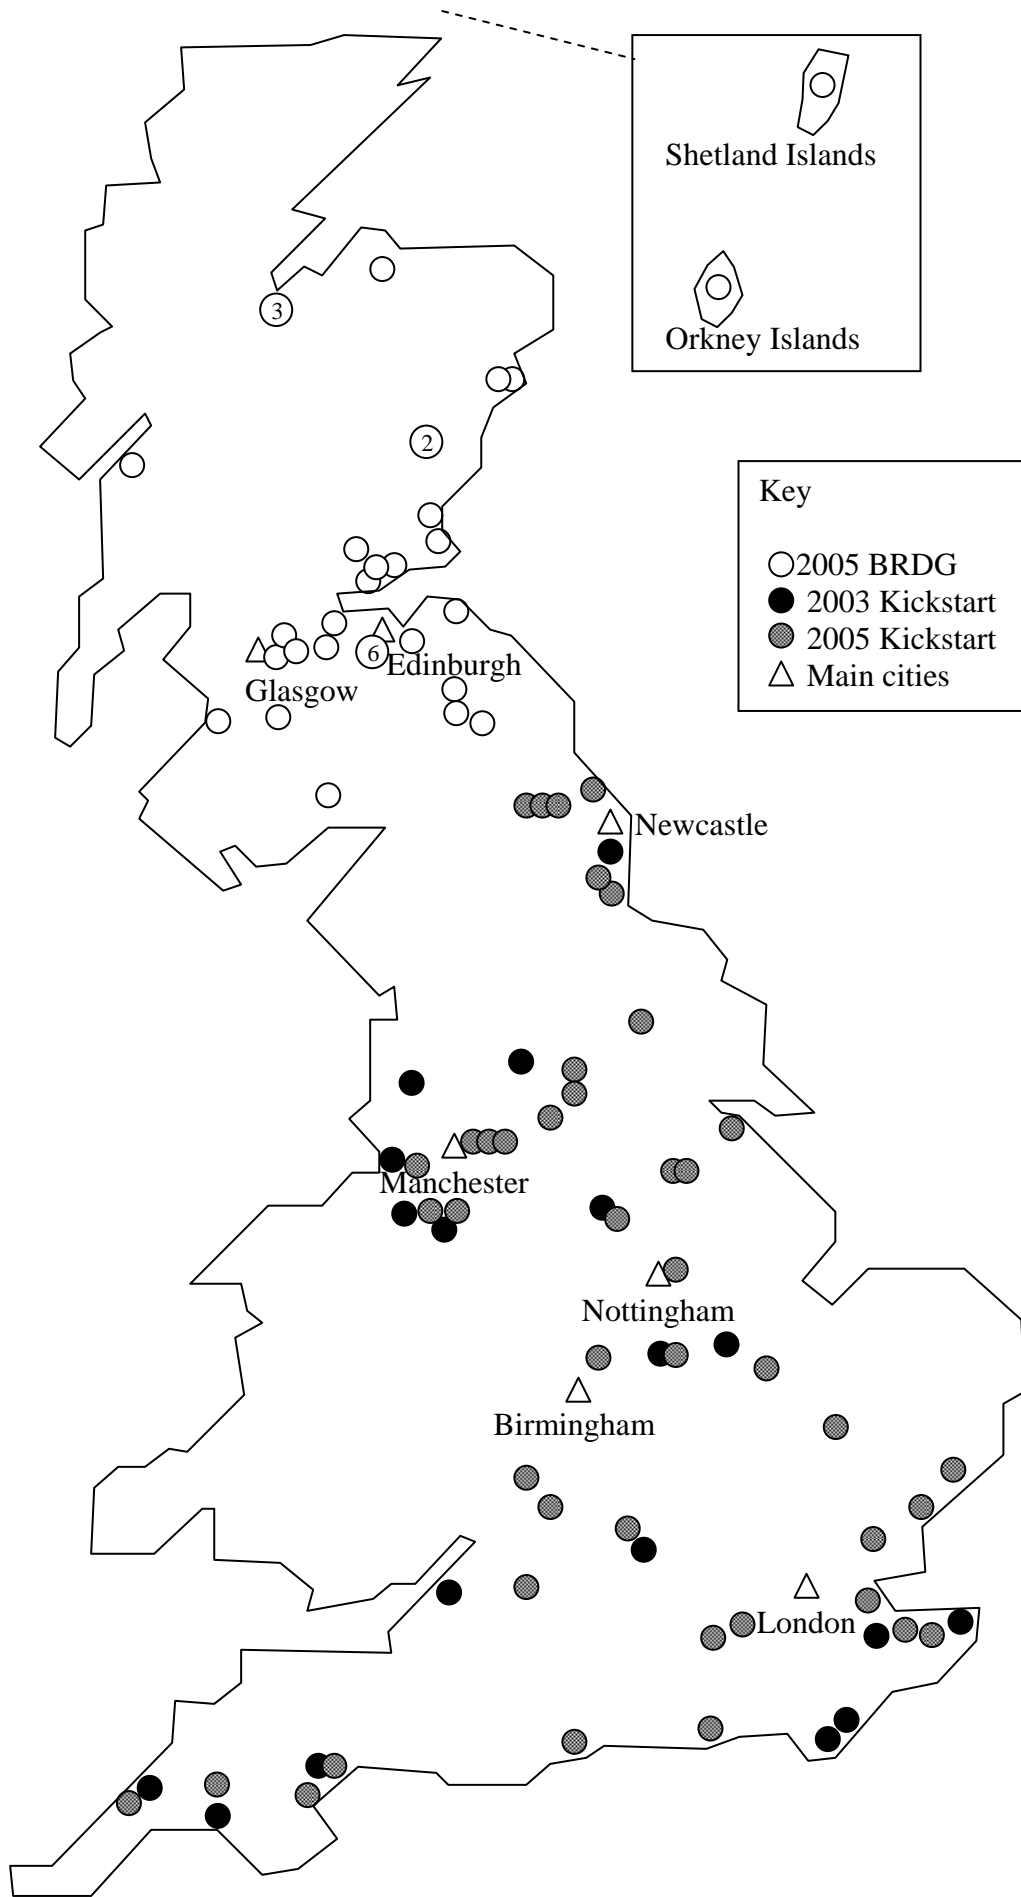 Shetland Islands
Orkney Islands
3
2
Key
2005 BRDG
2003 Kickstart
2005 Kickstart
Main cities
6
Edinburgh
Glasgow
Newcastle
Manchester
Nottingham
Birmingham
London